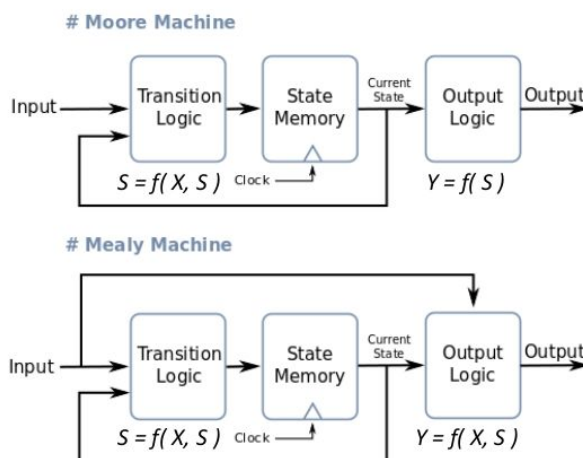 # Moore Machine
Input
Transition
Logic
State
Memory
Current
State
Output
Logic
Output
S = f( X, S )
Clock
Y = f( S )
# Mealy Machine
Input
Transition
Logic
State
Memory
Current
State
Output
Logic
Output
S = f( X, S )
Clock
Y = f( X, S )